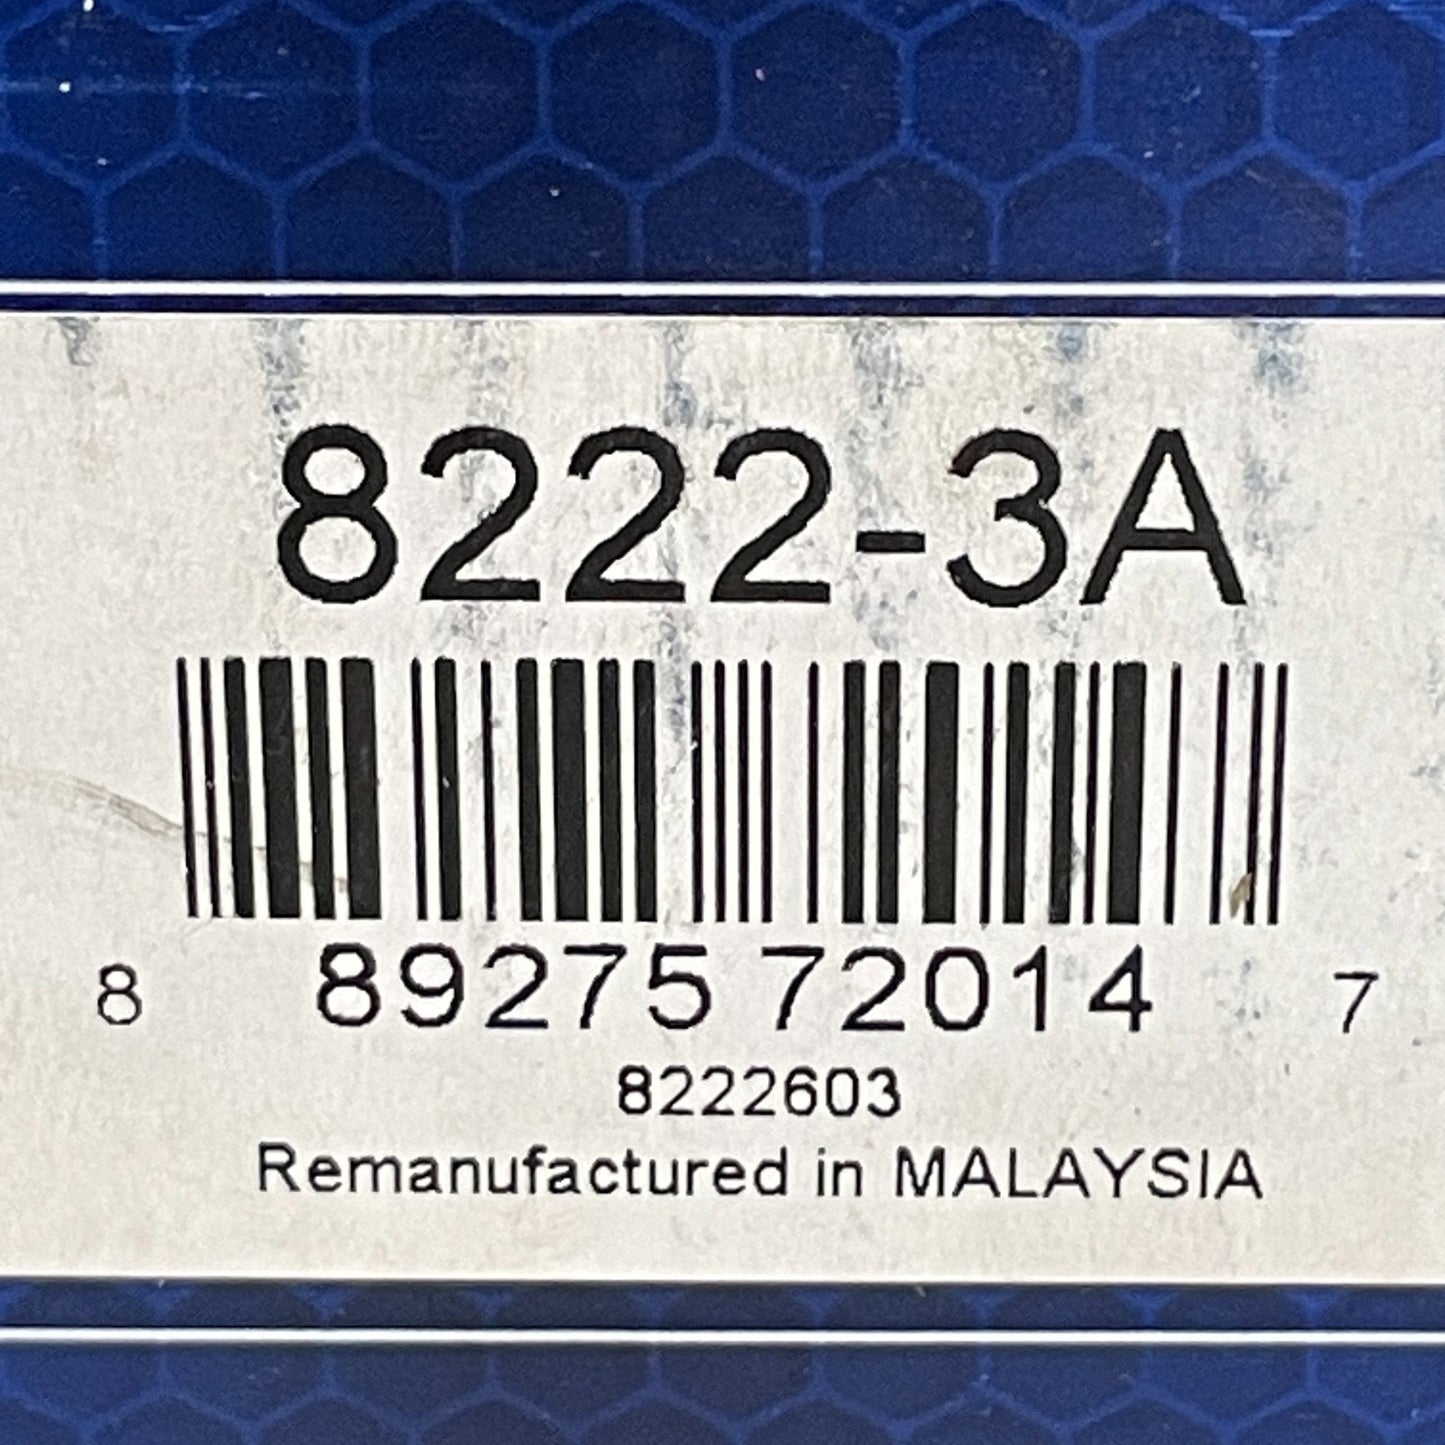 8222-3A
8 89275 72014 7
8222603
Remanufactured in MALAYSIA